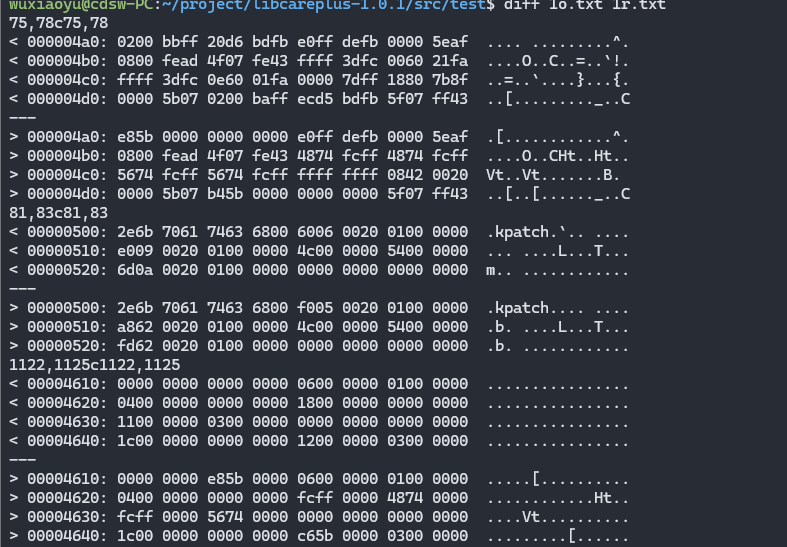 wuxiaoyu@cdsw-PC:~/project/libcareplus-1.0.1/src/test$ diff lo.txt lr.txt
75,78c75,78
< 000004a0: 0200 bbff 20d6 bdfb e0ff defb 0000 5eaf  .... .........^.
< 000004b0: 0800 fead 4f07 fe43 ffff 3dfc 0060 21fa  ....O..C..=..`!.
< 000004c0: ffff 3dfc 0e60 01fa 0000 7dff 1880 7b8f  ..=..`....}...{.
< 000004d0: 0000 5b07 0200 baff ecd5 7dfb 5f07 ff43  ..[.........._..C
---
> 000004a0: e85b 0000 0000 0000 e0ff defb 0000 5eaf  .[............^.
> 000004b0: 0800 fead 4f07 fe43 4874 fcff 4874 fcff  ....O..CHt..Ht..
> 000004c0: 5674 fcff 5674 fcff ffff ffff 0842 0020  Vt..Vt.......B. 
> 000004d0: 0000 5b07 b45b 0000 0000 0000 5f07 ff43  ..[..[......_..C
81,83c81,83
< 00000500: 2e6b 7061 7463 6800 6006 0020 0100 0000  .kpatch.`.. ....
< 00000510: e009 0020 0100 0000 4c00 0000 5400 0000  ... ....L...T...
< 00000520: 6d0a 0020 0100 0000 0000 0000 0000 0000  m.. ............
---
> 00000500: 2e6b 7061 7463 6800 f005 0020 0100 0000  .kpatch.... ....
> 00000510: a862 0020 0100 0000 4c00 0000 5400 0000  .b. ....L...T...
> 00000520: fd62 0020 0100 0000 0000 0000 0000 0000  .b. ............
1122,1125c1122,1125
< 00004610: 0000 0000 0000 0000 0600 0000 0100 0000  ................
< 00004620: 0400 0000 0000 0000 1800 0000 0000 0000  ................
< 00004630: 1100 0000 0300 0000 0000 0000 0000 0000  ................
< 00004640: 1c00 0000 0000 0000 1200 0000 0300 0000  ................
---
> 00004610: 0000 0000 e85b 0000 0600 0000 0100 0000  .....[..........
> 00004620: 0400 0000 0000 0000 fcff 0000 4874 0000  ............Ht..
> 00004630: fcff 0000 5674 0000 0000 0000 0000 0000  ....Vt..........
> 00004640: 1c00 0000 0000 0000 c65b 0000 0300 0000  .........[......